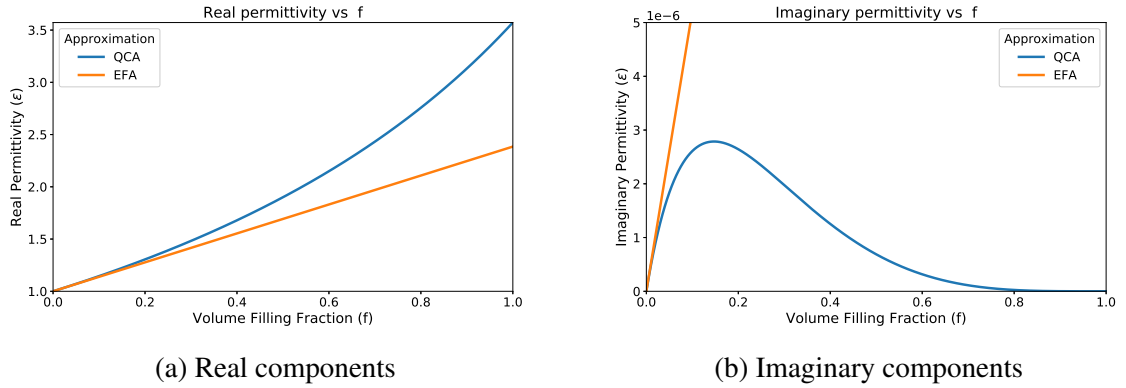 Real permittivity vs f
Real Permittivity (ε)
3.5
3.0
2.5
2.0
1.5
1.0
Approximation
QCA
EFA
0.0 0.2 0.4 0.6 0.8 1.0
Volume Filling Fraction (f)
(a) Real components
Imaginary permittivity vs f
1e−6
Imaginary Permittivity (ε)
5
4
3
2
1
0
Approximation
QCA
EFA
0.0 0.2 0.4 0.6 0.8 1.0
Volume Filling Fraction (f)
(b) Imaginary components